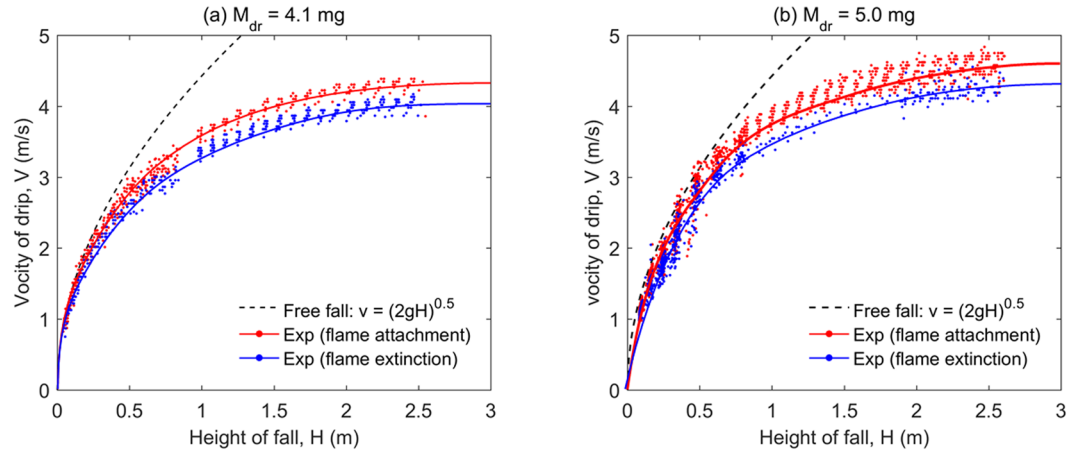 (a) M_dr = 4.1 mg
5
4
3
2
1
0
Vocity of drip, V (m/s)
Free fall: v = (2gH)^0.5
Exp (flame attachment)
Exp (flame extinction)
0 0.5 1 1.5 2 2.5 3
Height of fall, H (m)
(b) M_dr = 5.0 mg
5
4
3
2
1
0
vocity of drip, V (m/s)
Free fall: v = (2gH)^0.5
Exp (flame attachment)
Exp (flame extinction)
0 0.5 1 1.5 2 2.5 3
Height of fall, H (m)